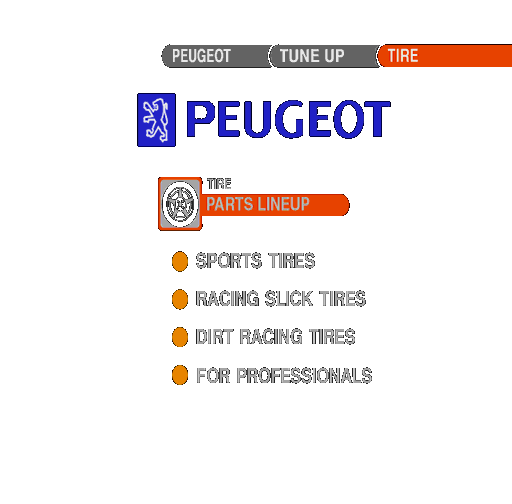 PEUGEOT TUNE UP TIRE
PEUGEOT
TIRE
PARTS LINEUP
SPORTS TIRES
RACING SLICK TIRES
DIRT RACING TIRES
FOR PROFESSIONALS